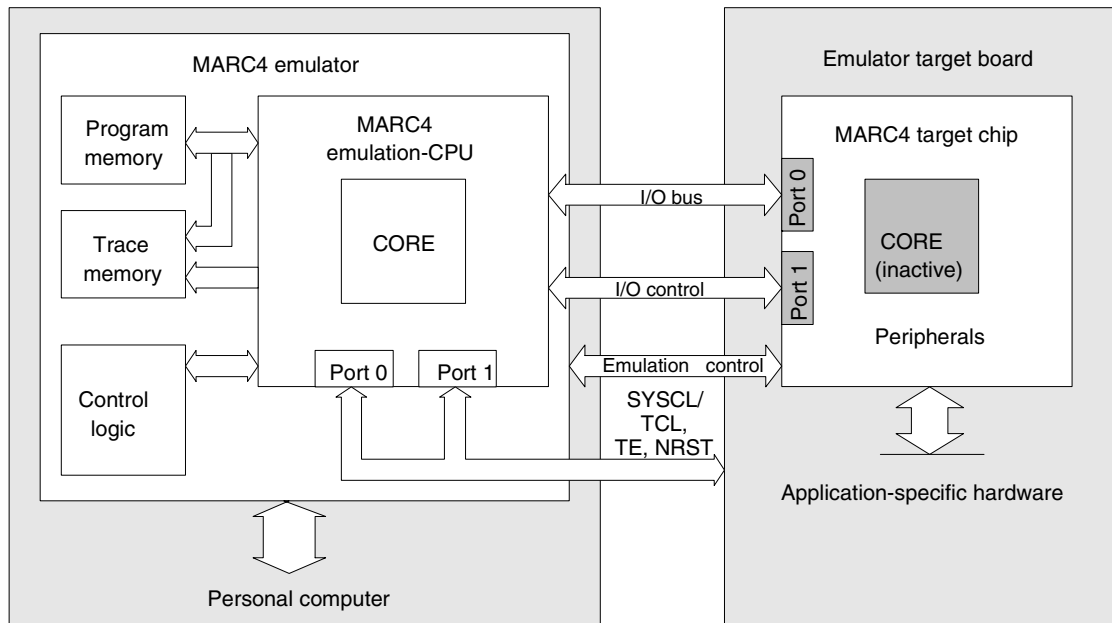 MARC4 emulator
Program
memory
Trace
memory
Control
logic
MARC4
emulation-CPU
CORE
Port 0
Port 1
I/O bus
I/O control
Emulation control
SYSCL/
TCL,
TE, NRST
Personal computer
Emulator target board
MARC4 target chip
Port 0
Port 1
CORE
(inactive)
Peripherals
Application-specific hardware